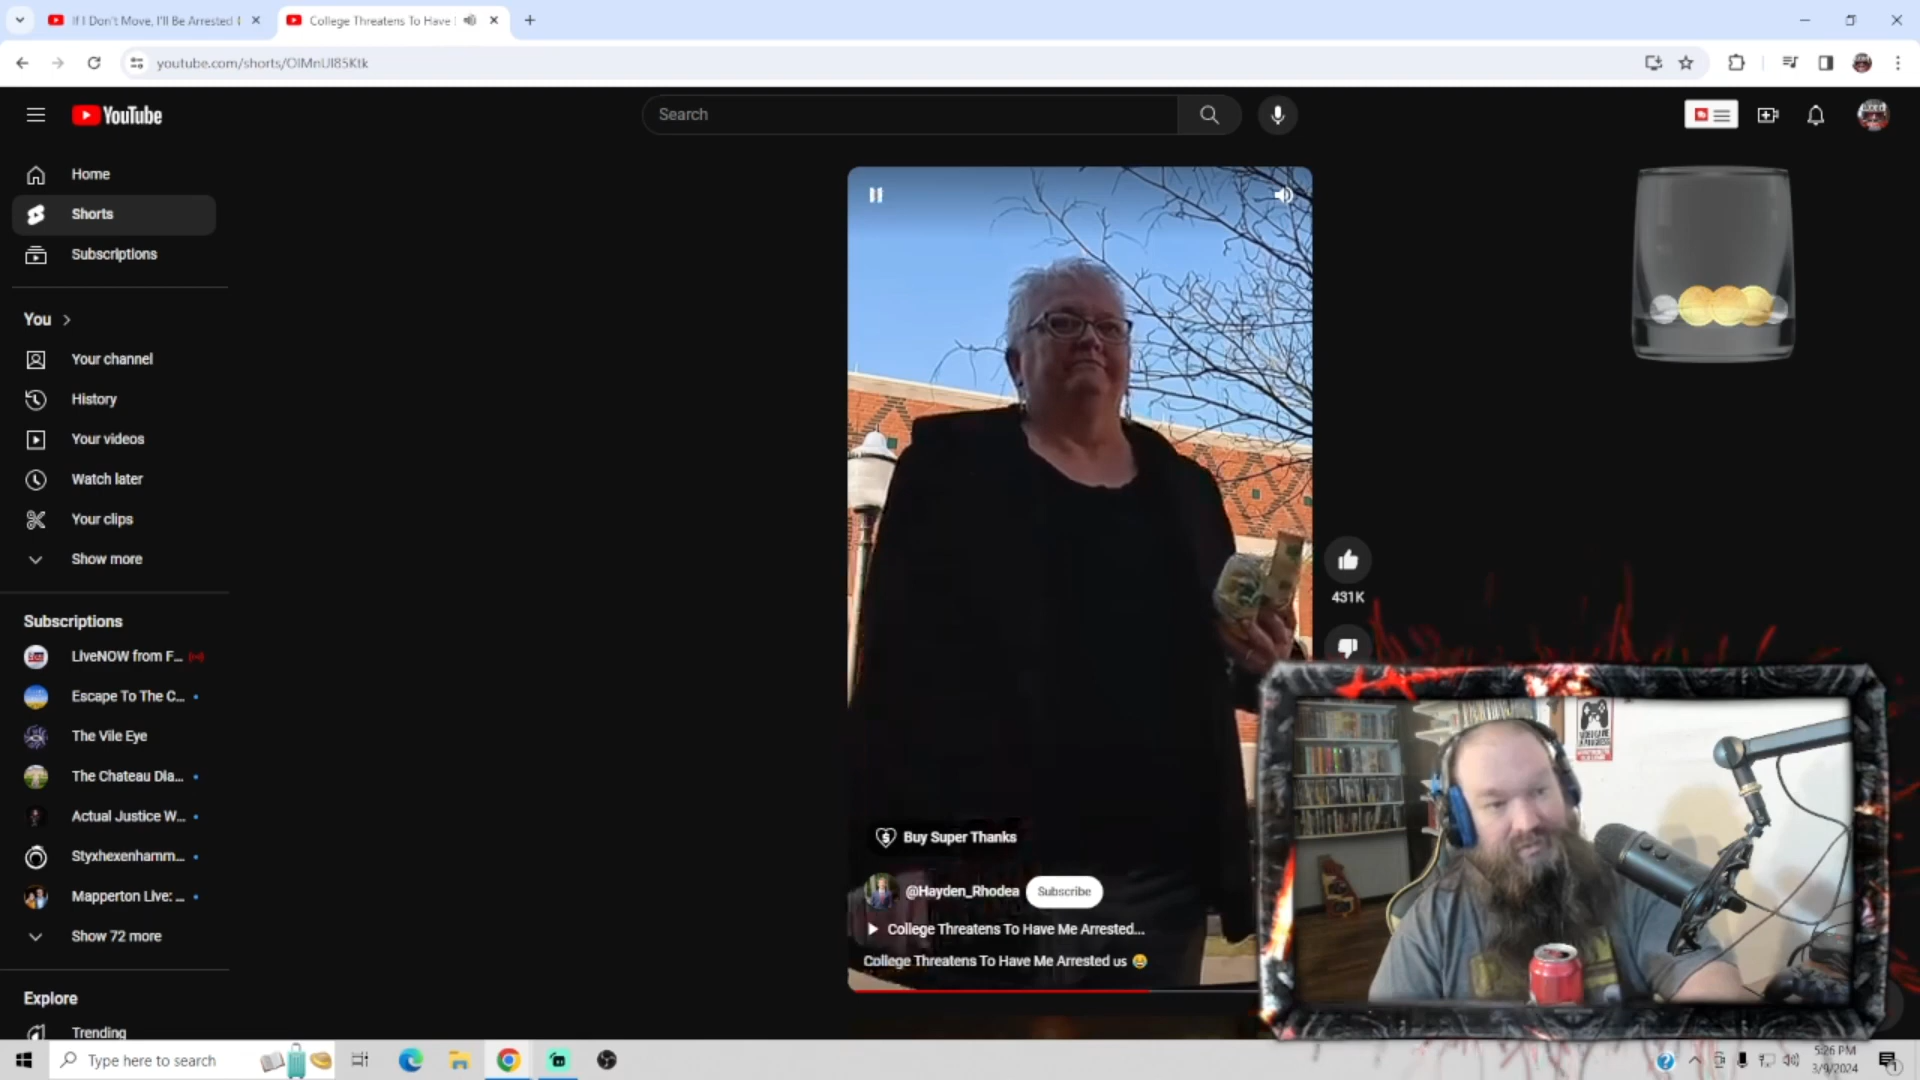 If I Don't Move, I'll Be Arrested
College Threatens To Have
youtube.com/shorts/OlMnUl85Ktk
YouTube
Search
Home
Shorts
Subscriptions
You
Your channel
History
Your videos
Watch later
Your clips
Show more
Subscriptions
LiveNOW from F...
Escape To The C...
The Vile Eye
The Chateau Dia...
Actual Justice W...
Styxhexenhamm...
Mapperton Live: ...
Show 72 more
Explore
Trending
431K
Buy Super Thanks
@Hayden_Rhodea
Subscribe
College Threatens To Have Me Arrested...
College Threatens To Have Me Arrested us 😂
Type here to search
5:26 PM
3/9/2024